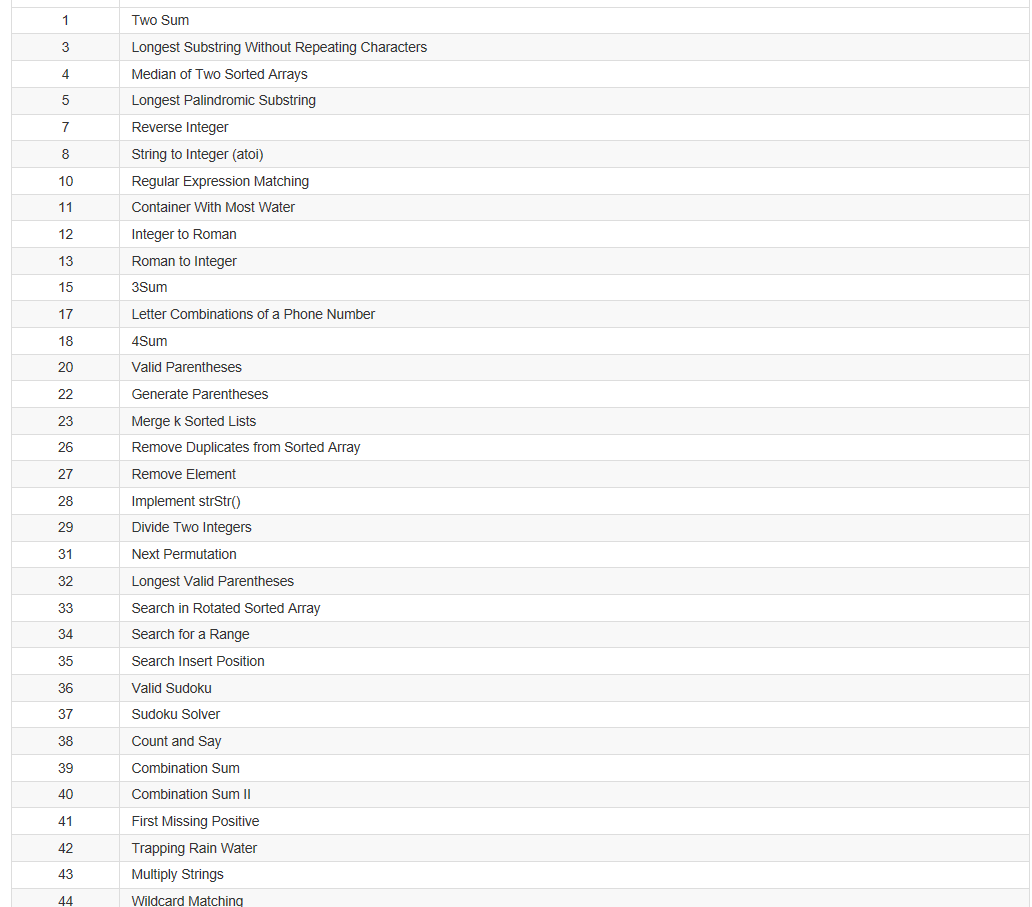 1 Two Sum
3 Longest Substring Without Repeating Characters
4 Median of Two Sorted Arrays
5 Longest Palindromic Substring
7 Reverse Integer
8 String to Integer (atoi)
10 Regular Expression Matching
11 Container With Most Water
12 Integer to Roman
13 Roman to Integer
15 3Sum
17 Letter Combinations of a Phone Number
18 4Sum
20 Valid Parentheses
22 Generate Parentheses
23 Merge k Sorted Lists
26 Remove Duplicates from Sorted Array
27 Remove Element
28 Implement strStr()
29 Divide Two Integers
31 Next Permutation
32 Longest Valid Parentheses
33 Search in Rotated Sorted Array
34 Search for a Range
35 Search Insert Position
36 Valid Sudoku
37 Sudoku Solver
38 Count and Say
39 Combination Sum
40 Combination Sum II
41 First Missing Positive
42 Trapping Rain Water
43 Multiply Strings
44 Wildcard Matching